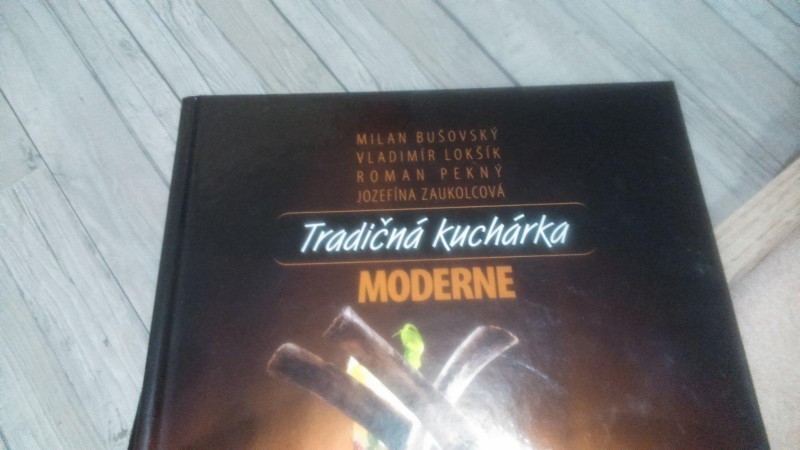 MILAN BUŠOVSKÝ
VLADIMÍR LOKŠÍK
ROMAN PEKNÝ
JOZEFÍNA ZAUKOLCOVÁ
Tradičná kuchárka
MODERNE